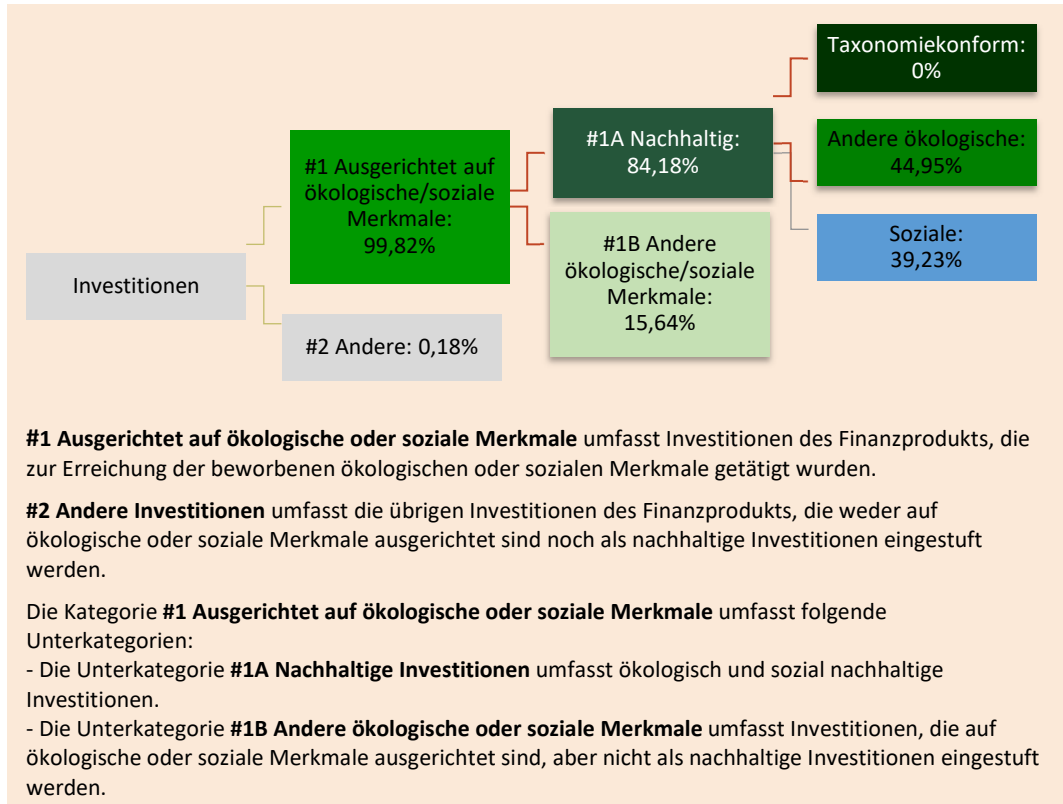 Taxonomiekonform:
0%
#1A Nachhaltig:
84,18%
Andere ökologische:
44,95%
#1 Ausgerichtet auf
ökologische/soziale
Merkmale:
99,82%
Soziale:
39,23%
#1B Andere
ökologische/soziale
Merkmale:
15,64%
Investitionen
#2 Andere: 0,18%
#1 Ausgerichtet auf ökologische oder soziale Merkmale umfasst Investitionen des Finanzprodukts, die
zur Erreichung der beworbenen ökologischen oder sozialen Merkmale getätigt wurden.
#2 Andere Investitionen umfasst die übrigen Investitionen des Finanzprodukts, die weder auf
ökologische oder soziale Merkmale ausgerichtet sind noch als nachhaltige Investitionen eingestuft
werden.
Die Kategorie #1 Ausgerichtet auf ökologische oder soziale Merkmale umfasst folgende
Unterkategorien:
- Die Unterkategorie #1A Nachhaltige Investitionen umfasst ökologisch und sozial nachhaltige
Investitionen.
- Die Unterkategorie #1B Andere ökologische oder soziale Merkmale umfasst Investitionen, die auf
ökologische oder soziale Merkmale ausgerichtet sind, aber nicht als nachhaltige Investitionen eingestuft
werden.